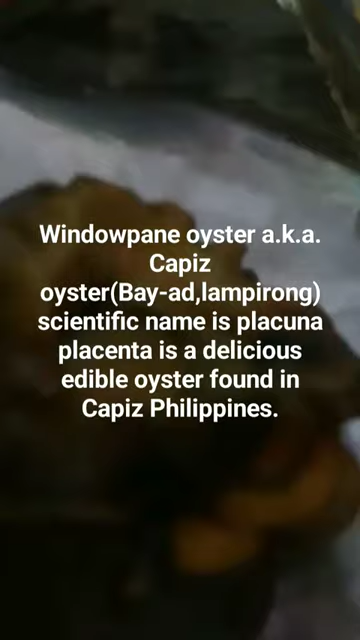 Windowpane oyster a.k.a.
Capiz
oyster(Bay-ad,lampirong)
scientific name is placuna
placenta is a delicious
edible oyster found in
Capiz Philippines.